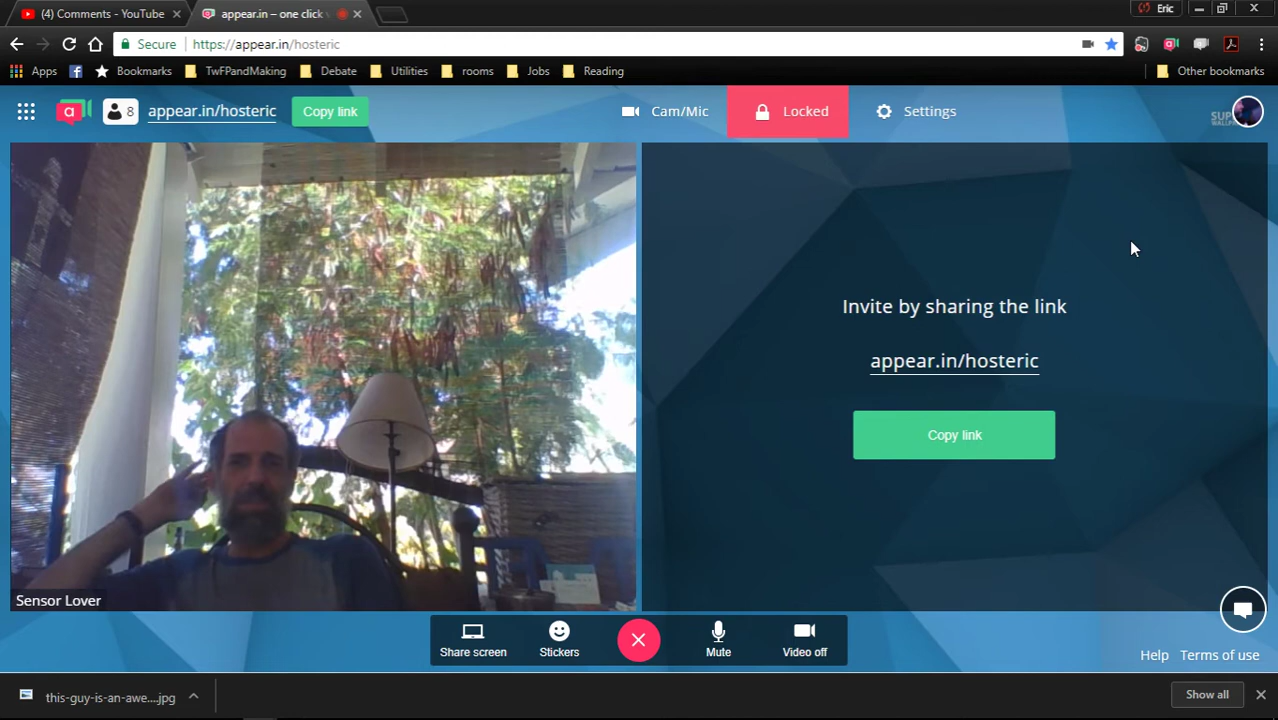 (4) Comments - YouTube
appear.in – one click
Eric
Secure
https://appear.in/hosteric
Apps
Bookmarks
TwFPandMaking
Debate
Utilities
rooms
Jobs
Reading
Other bookmarks
8
appear.in/hosteric
Copy link
Cam/Mic
Locked
Settings
Invite by sharing the link
appear.in/hosteric
Copy link
Sensor Lover
Share screen
Stickers
Mute
Video off
Help
Terms of use
this-guy-is-an-awe....jpg
Show all